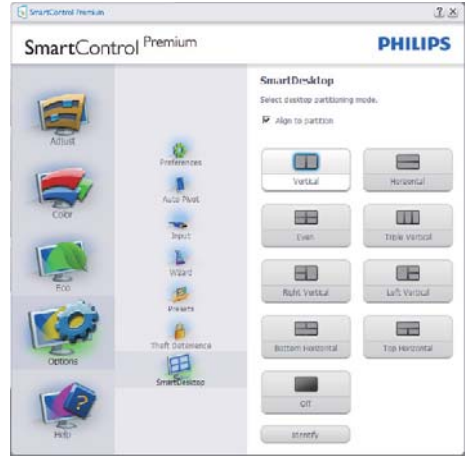 SmartControl Premium
SmartControl Premium
PHILIPS
Adjust
Color
Eco
Options
Help
Preferences
Auto Pivot
Input
Wizard
Presets
Theft Deterrence
SmartDesktop
SmartDesktop
Select desktop partitioning mode.
Align to partition
Vertical
Horizontal
Even
Triple Vertical
Right Vertical
Left Vertical
Bottom Horizontal
Top Horizontal
Off
Identify